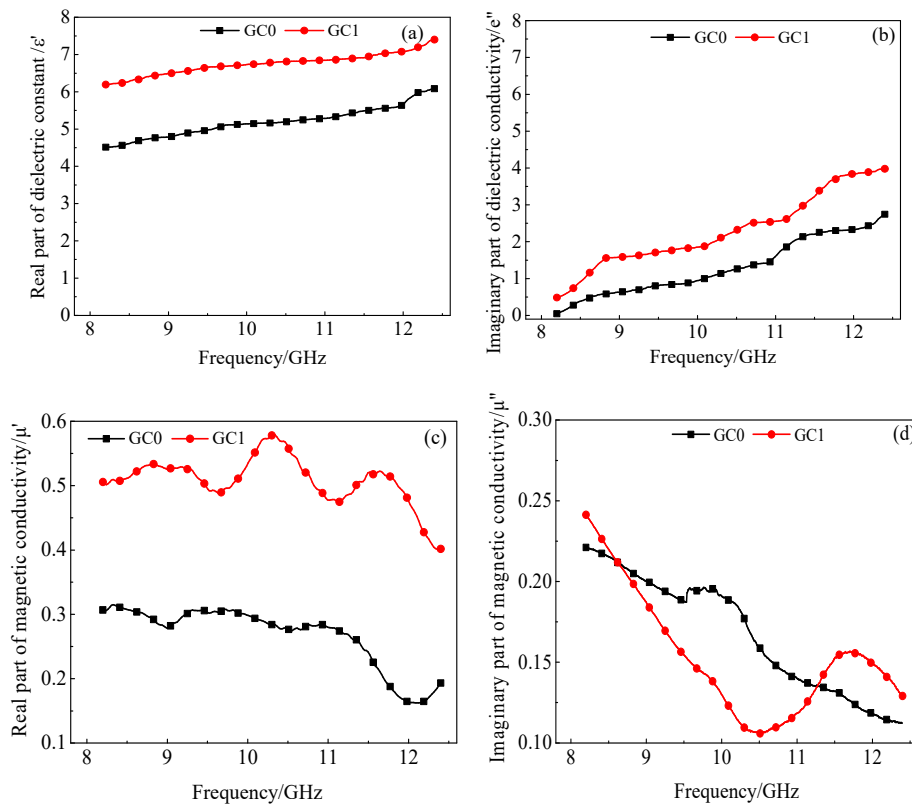 (a)
GC0 GC1
Real part of dielectric constant /ε'
8
7
6
5
4
3
2
1
0
8 9 10 11 12
Frequency/GHz
(b)
GC0 GC1
Imaginary part of dielectric conductivity/e"
8
7
6
5
4
3
2
1
0
8 9 10 11 12
Frequency/GHz
(c)
GC0 GC1
Real part of magnetic conductivity/μ'
0.6
0.5
0.4
0.3
0.2
0.1
8 9 10 11 12
Frequency/GHz
(d)
GC0 GC1
Imaginary part of magnetic conductivity/μ"
0.30
0.25
0.20
0.15
0.10
8 9 10 11 12
Frequency/GHz